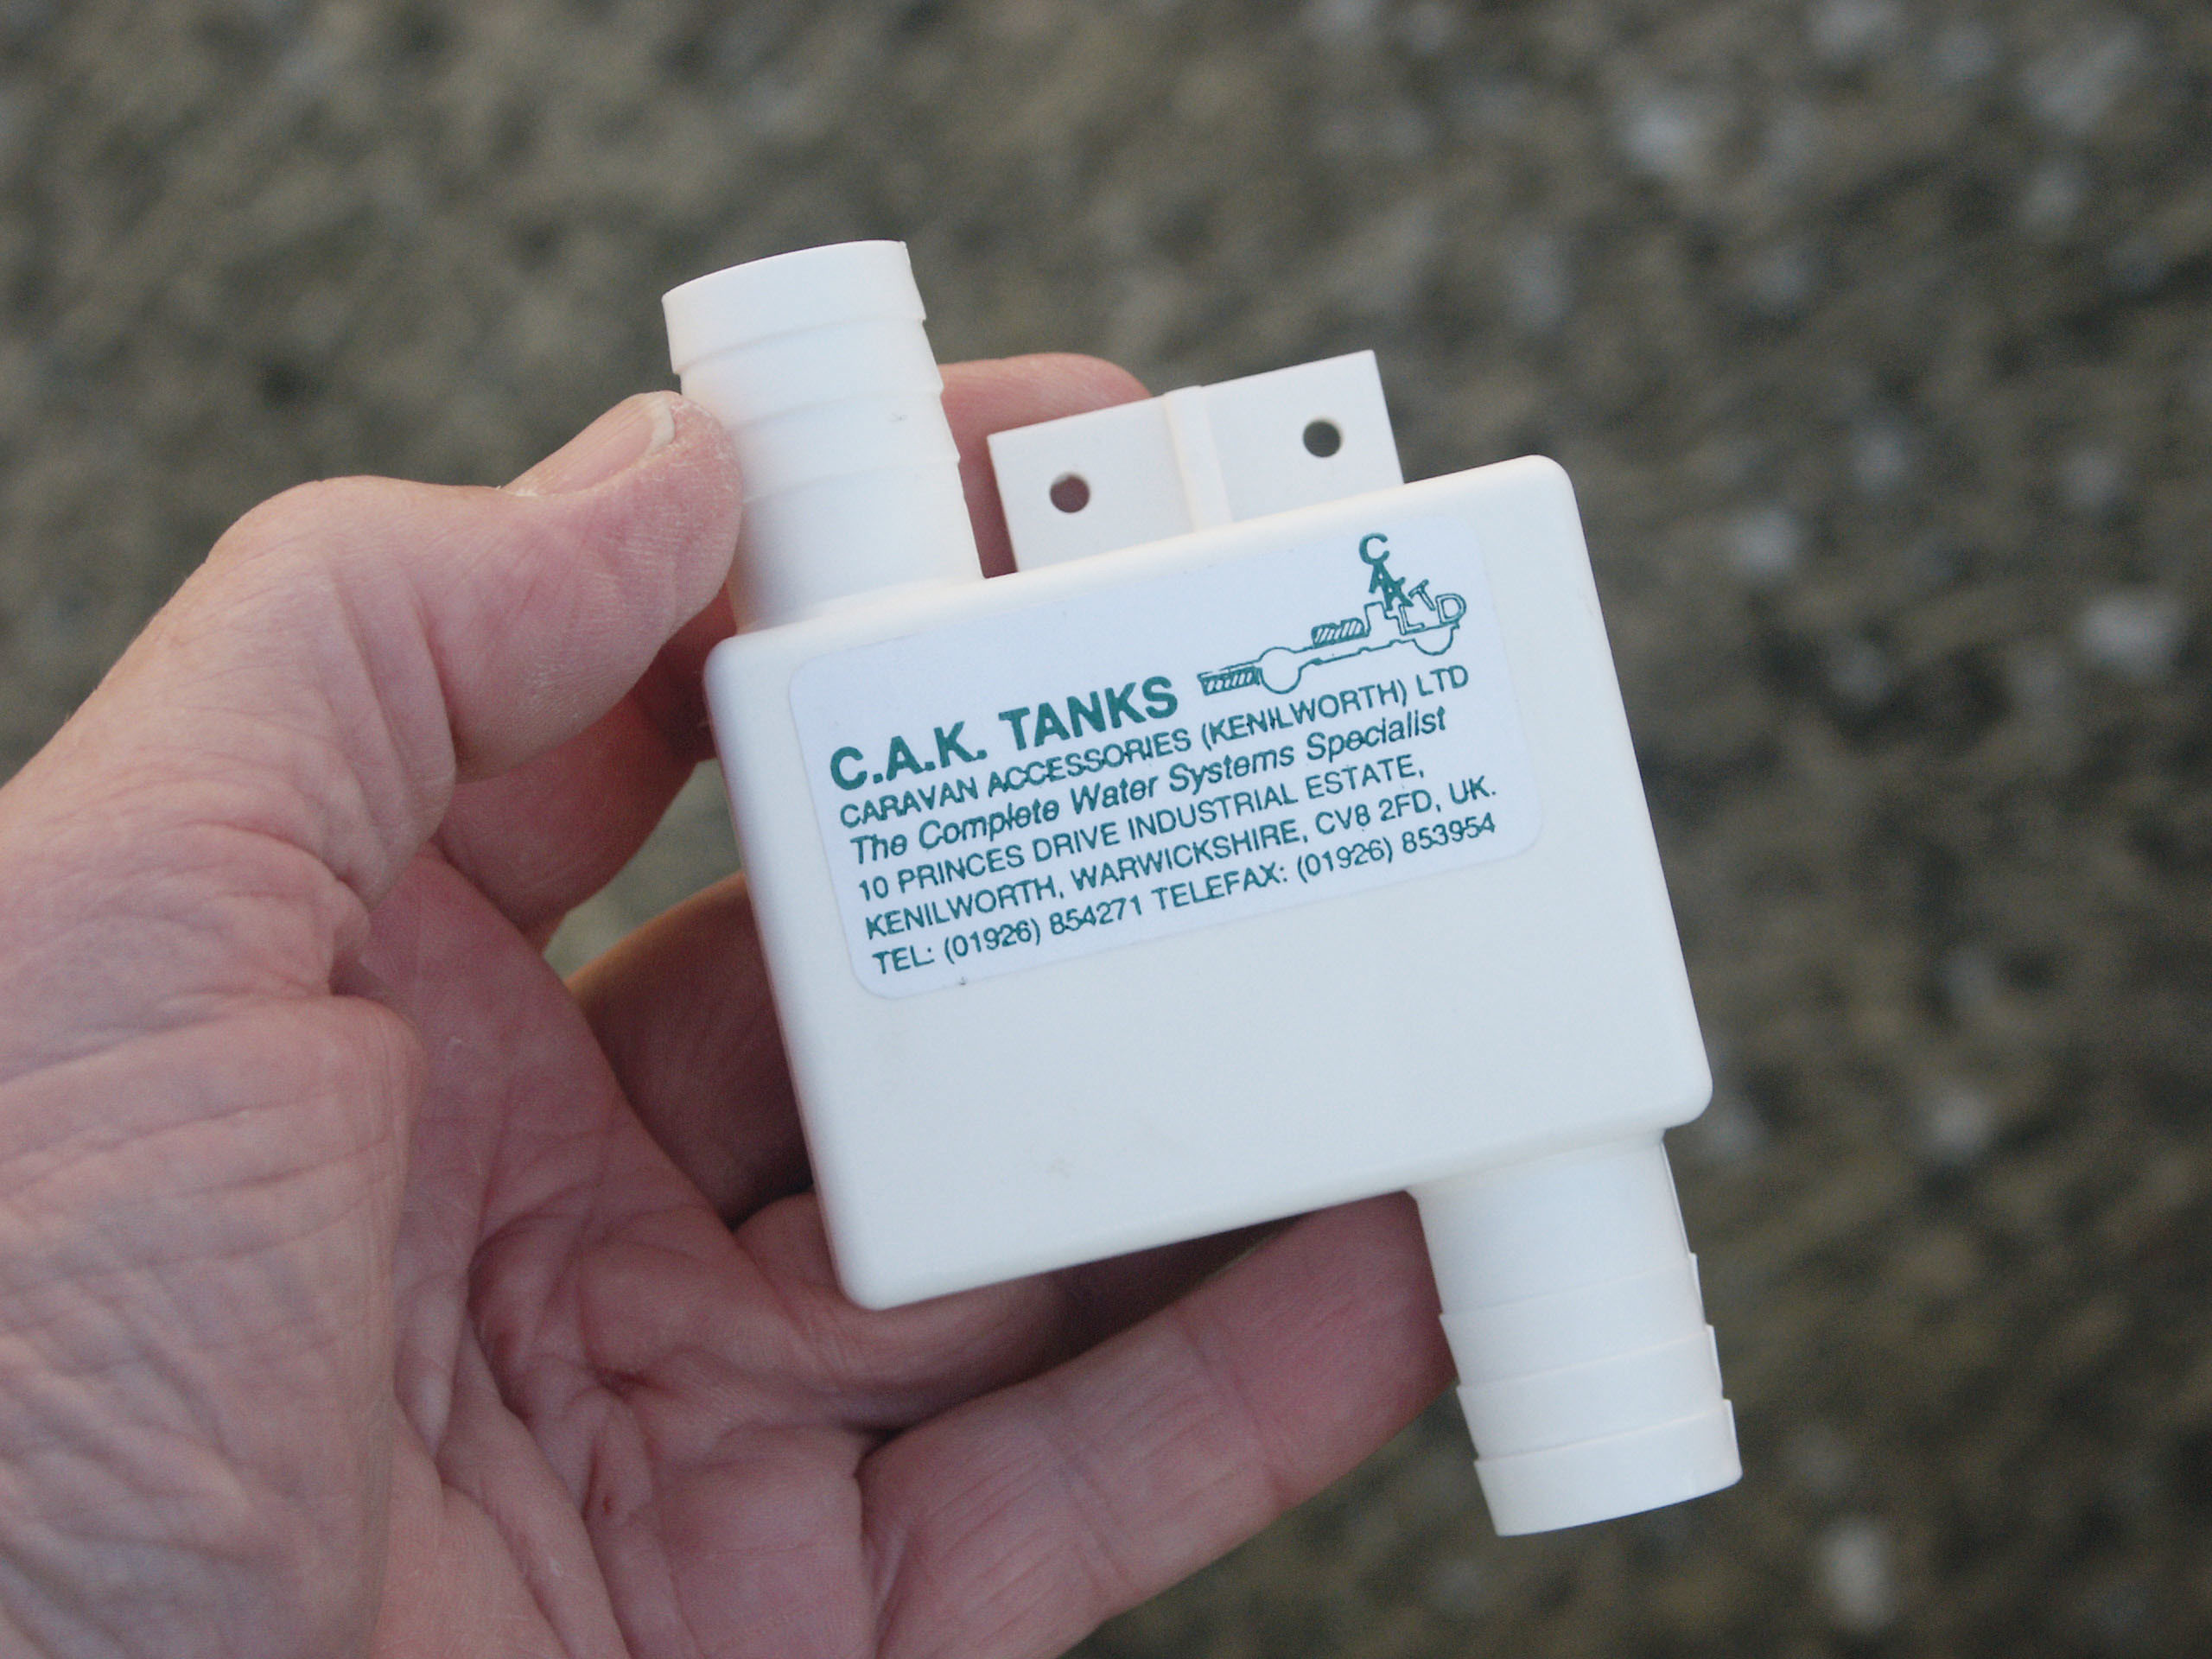 C
A
K
LTD
C.A.K. TANKS
CARAVAN ACCESSORIES (KENILWORTH) LTD
The Complete Water Systems Specialist
10 PRINCES DRIVE INDUSTRIAL ESTATE,
KENILWORTH, WARWICKSHIRE, CV8 2FD, UK.
TEL: (01926) 854271 TELEFAX: (01926) 853954